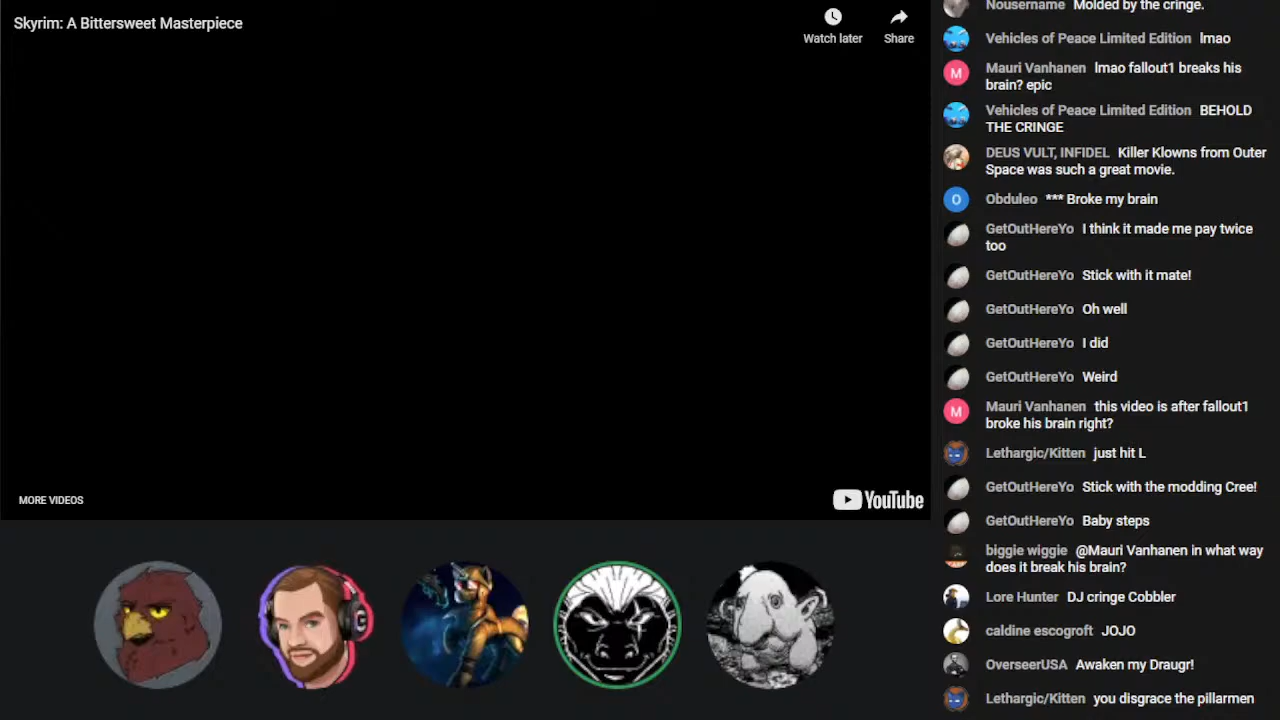 Skyrim: A Bittersweet Masterpiece
Watch later
Share
MORE VIDEOS
YouTube
Nousername Molded by the cringe.
Vehicles of Peace Limited Edition lmao
M
Mauri Vanhanen lmao fallout1 breaks his
brain? epic
Vehicles of Peace Limited Edition BEHOLD
THE CRINGE
DEUS VULT, INFIDEL Killer Klowns from Outer
Space was such a great movie.
O
Obduleo *** Broke my brain
GetOutHereYo I think it made me pay twice
too
GetOutHereYo Stick with it mate!
GetOutHereYo Oh well
GetOutHereYo I did
GetOutHereYo Weird
M
Mauri Vanhanen this video is after fallout1
broke his brain right?
Lethargic/Kitten just hit L
GetOutHereYo Stick with the modding Cree!
GetOutHereYo Baby steps
biggie wiggie @Mauri Vanhanen in what way
does it break his brain?
Lore Hunter DJ cringe Cobbler
caldine escogroft JOJO
OverseerUSA Awaken my Draugr!
Lethargic/Kitten you disgrace the pillarmen